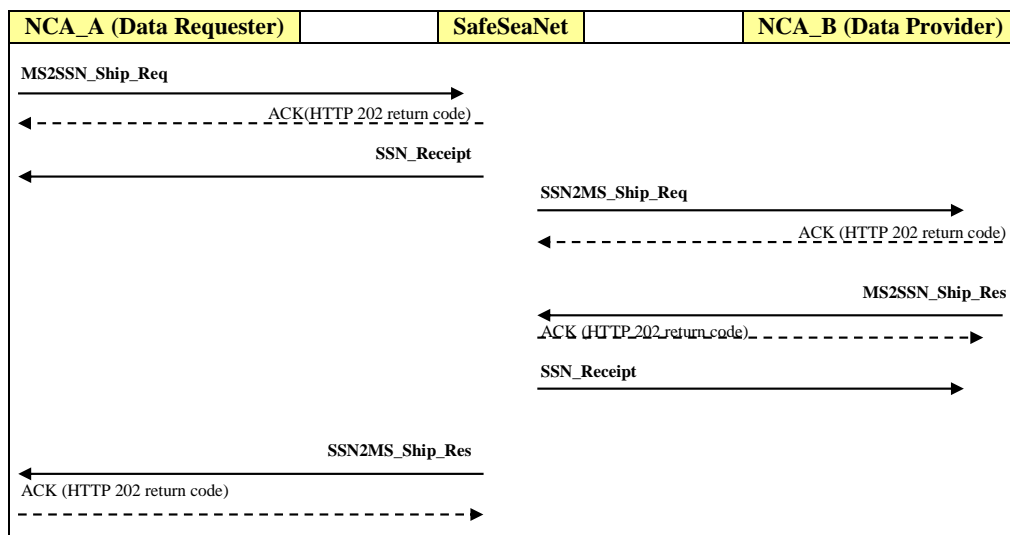 NCA_A (Data Requester) SafeSeaNet NCA_B (Data Provider)
MS2SSN_Ship_Req
ACK(HTTP 202 return code)
SSN_Receipt
SSN2MS_Ship_Req
ACK (HTTP 202 return code)
MS2SSN_Ship_Res
ACK (HTTP 202 return code)
SSN_Receipt
SSN2MS_Ship_Res
ACK (HTTP 202 return code)